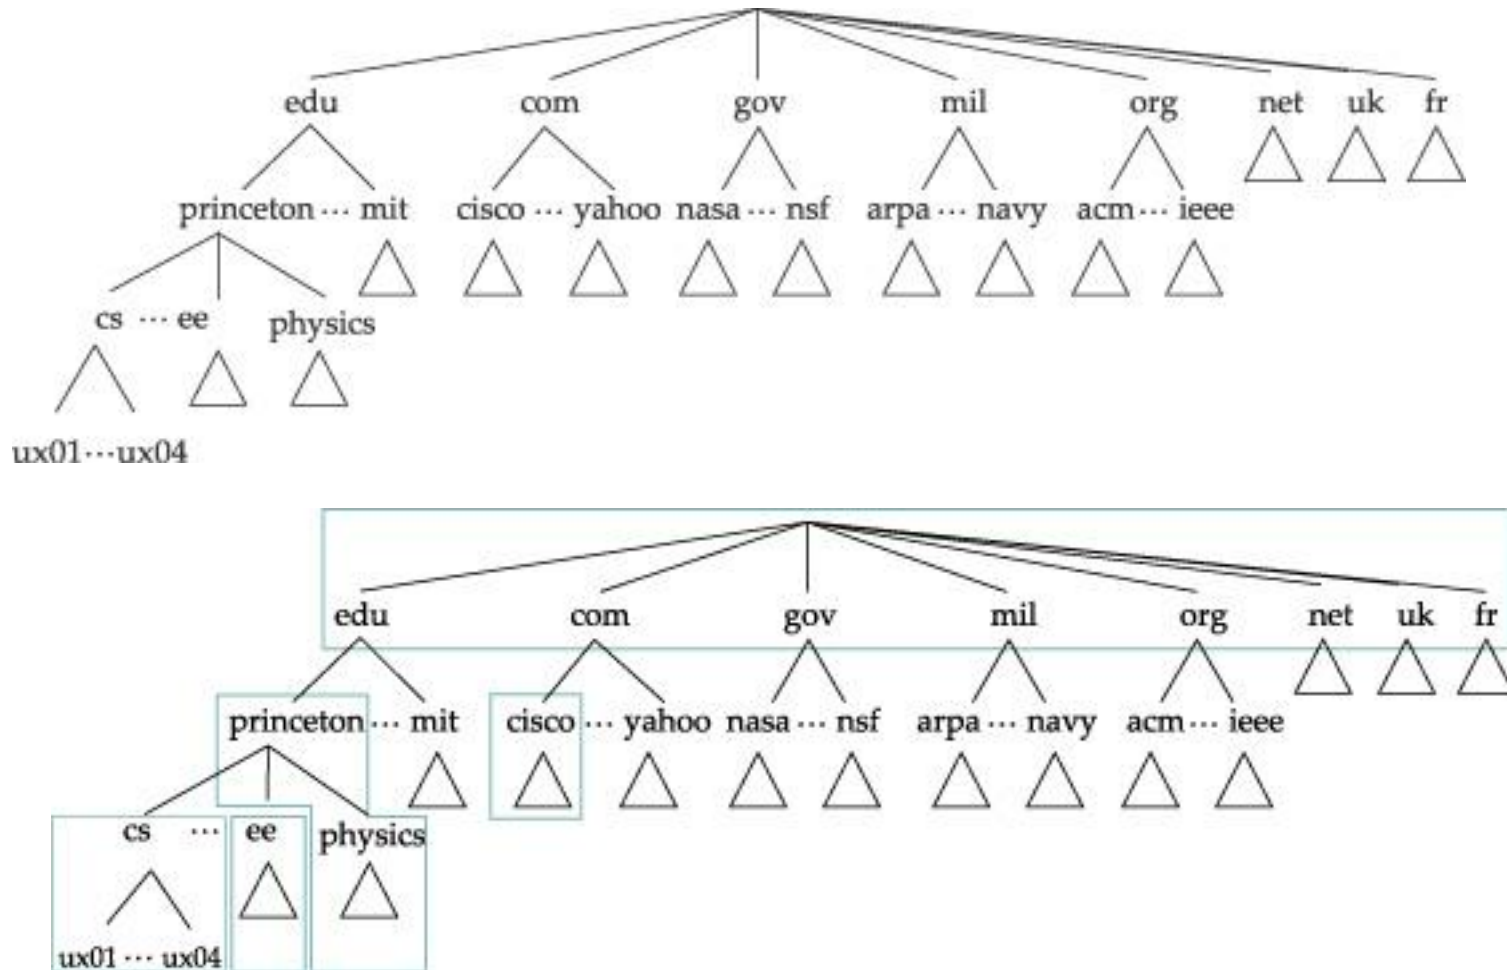 edu com gov mil org net uk fr
princeton ... mit cisco ... yahoo nasa ... nsf arpa ... navy acm ... ieee
cs ... ee physics
ux01...ux04
edu com gov mil org net uk fr
princeton ... mit cisco ... yahoo nasa ... nsf arpa ... navy acm ... ieee
cs ... ee physics
ux01 ... ux04